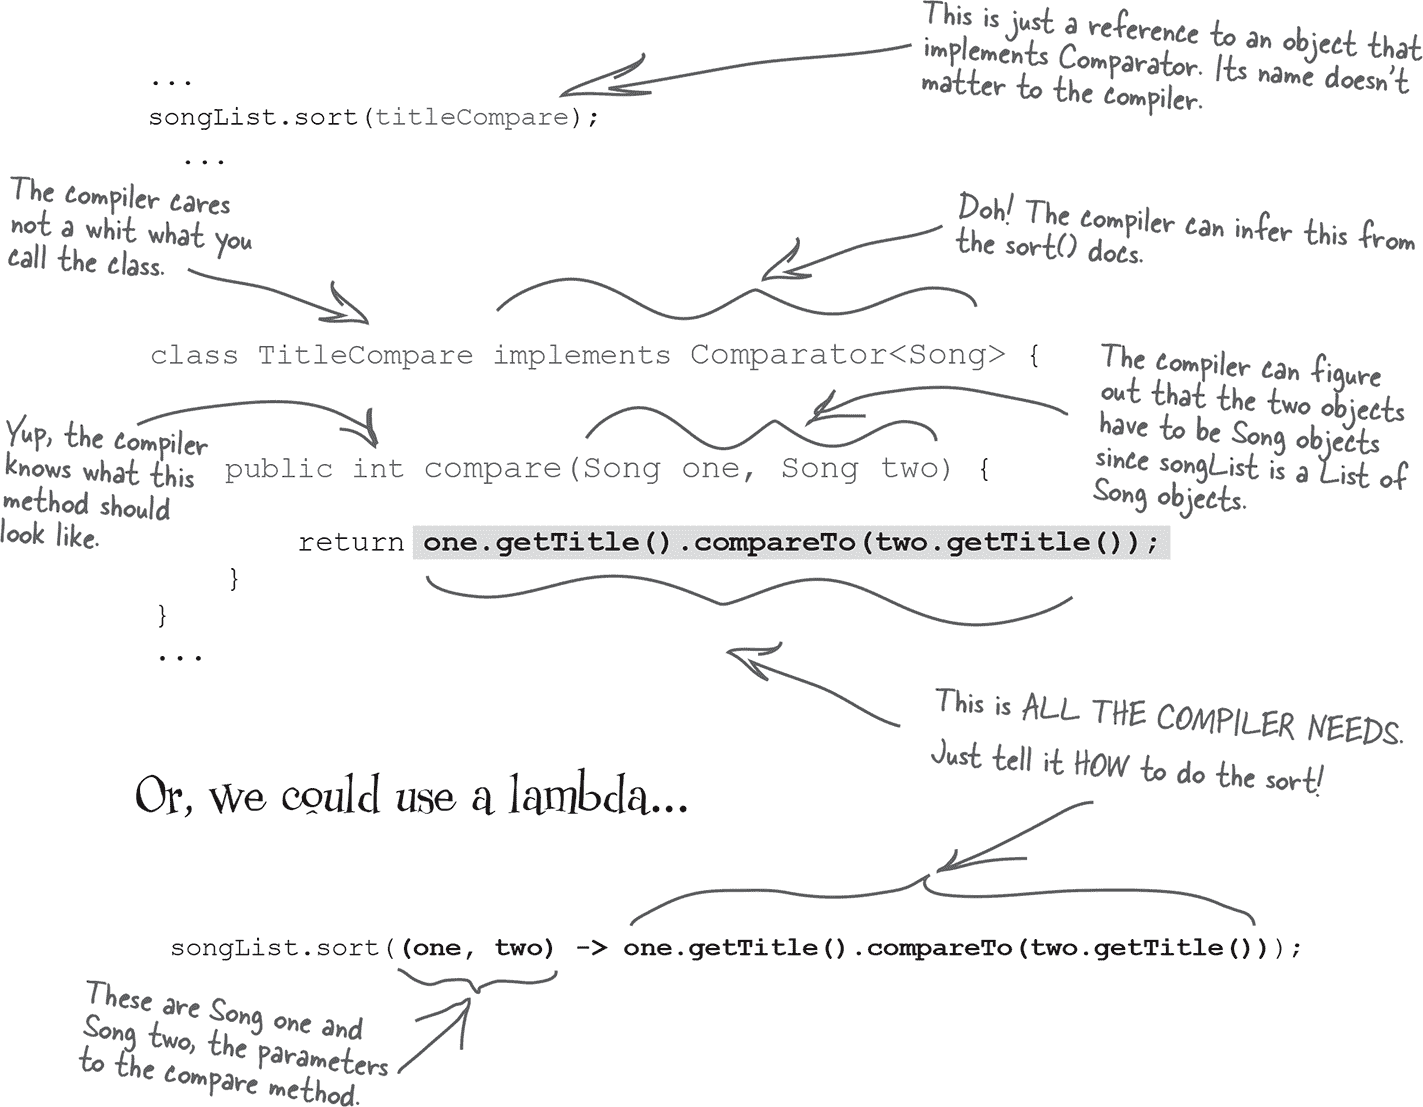 This is just a reference to an object that
implements Comparator. Its name doesn't
matter to the compiler.
...
songList.sort(titleCompare);
...
The compiler cares
not a whit what you
call the class.
Doh! The compiler can infer this from
the sort() docs.
class TitleCompare implements Comparator<Song> {
The compiler can figure
out that the two objects
have to be Song objects
since songList is a List of
Song objects.
Yup, the compiler
knows what this
method should
look like.
public int compare(Song one, Song two) {
return one.getTitle().compareTo(two.getTitle());
}
}
...
This is ALL THE COMPILER NEEDS.
Just tell it HOW to do the sort!
Or, we could use a lambda...
songList.sort((one, two) -> one.getTitle().compareTo(two.getTitle()));
These are Song one and
Song two, the parameters
to the compare method.